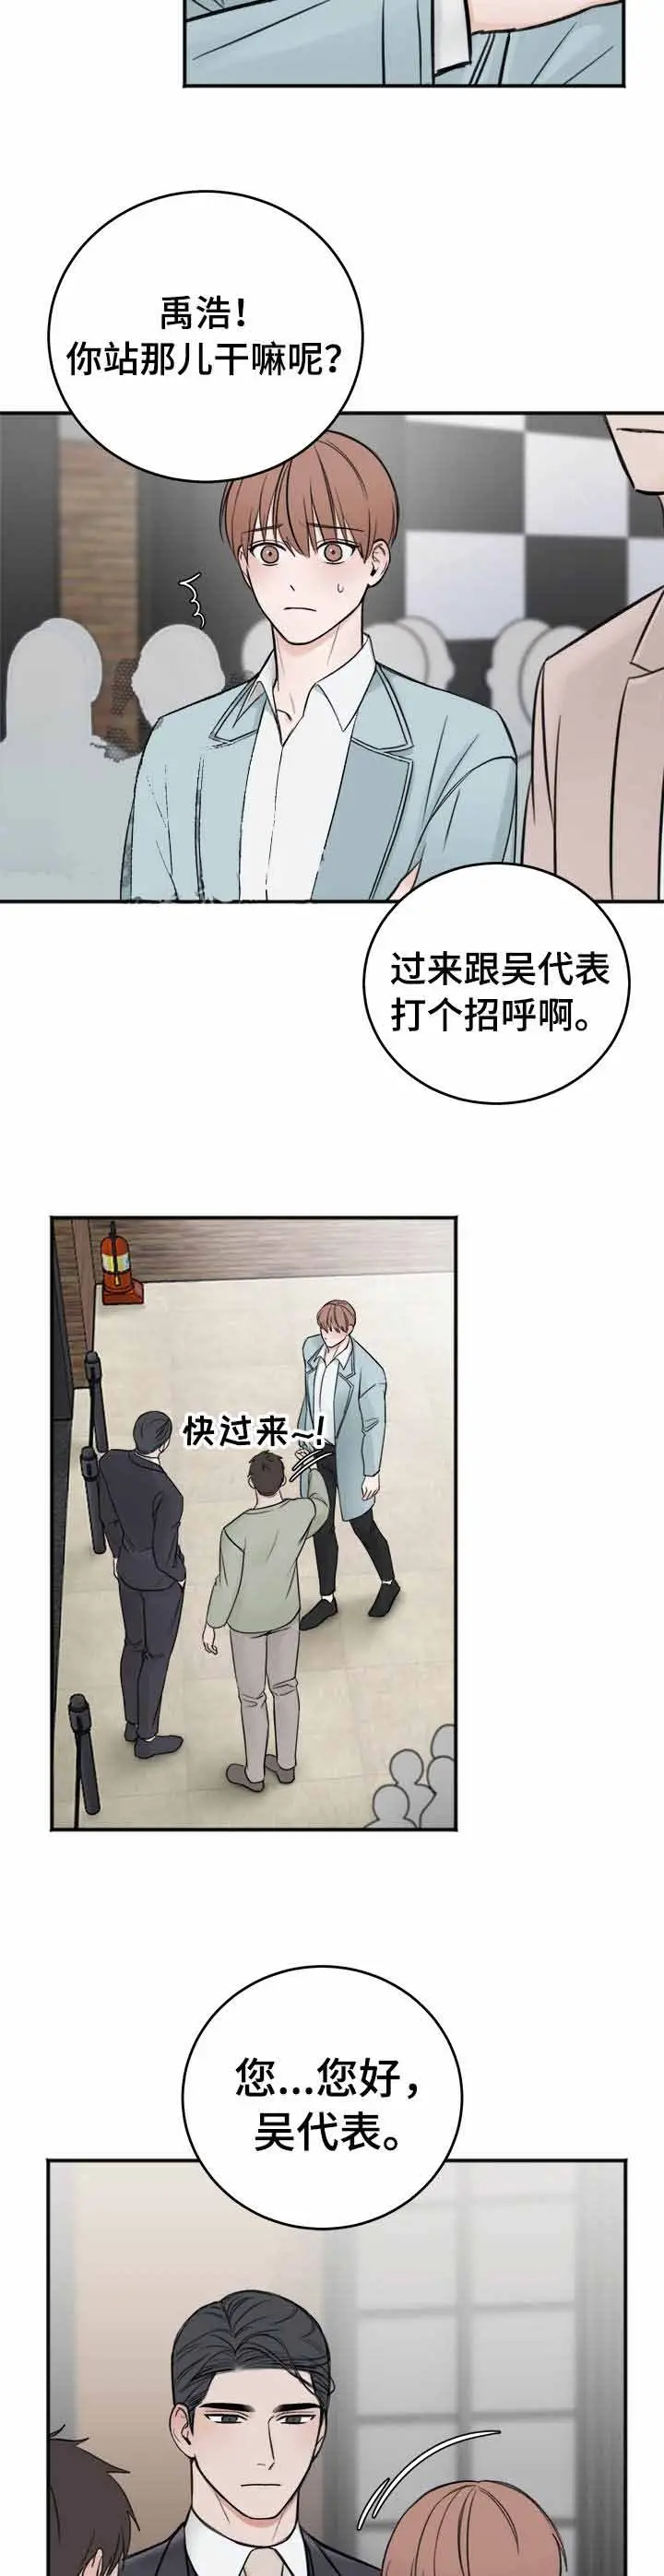 禹浩！
你站那儿干嘛呢？
过来跟吴代表
打个招呼啊。
快过来~！
您…您好，
吴代表。